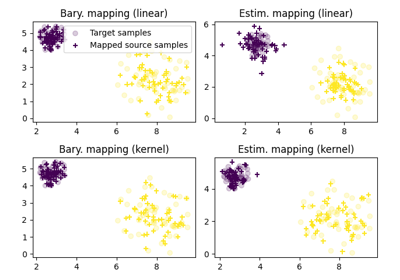 Bary. mapping (linear)
Estim. mapping (linear)
Target samples
Mapped source samples
5
4
3
2
1
0
2 4 6 8
6
4
2
0
2 4 6 8
Bary. mapping (kernel)
Estim. mapping (kernel)
5
4
3
2
1
0
2 4 6 8
4
2
0
2 4 6 8